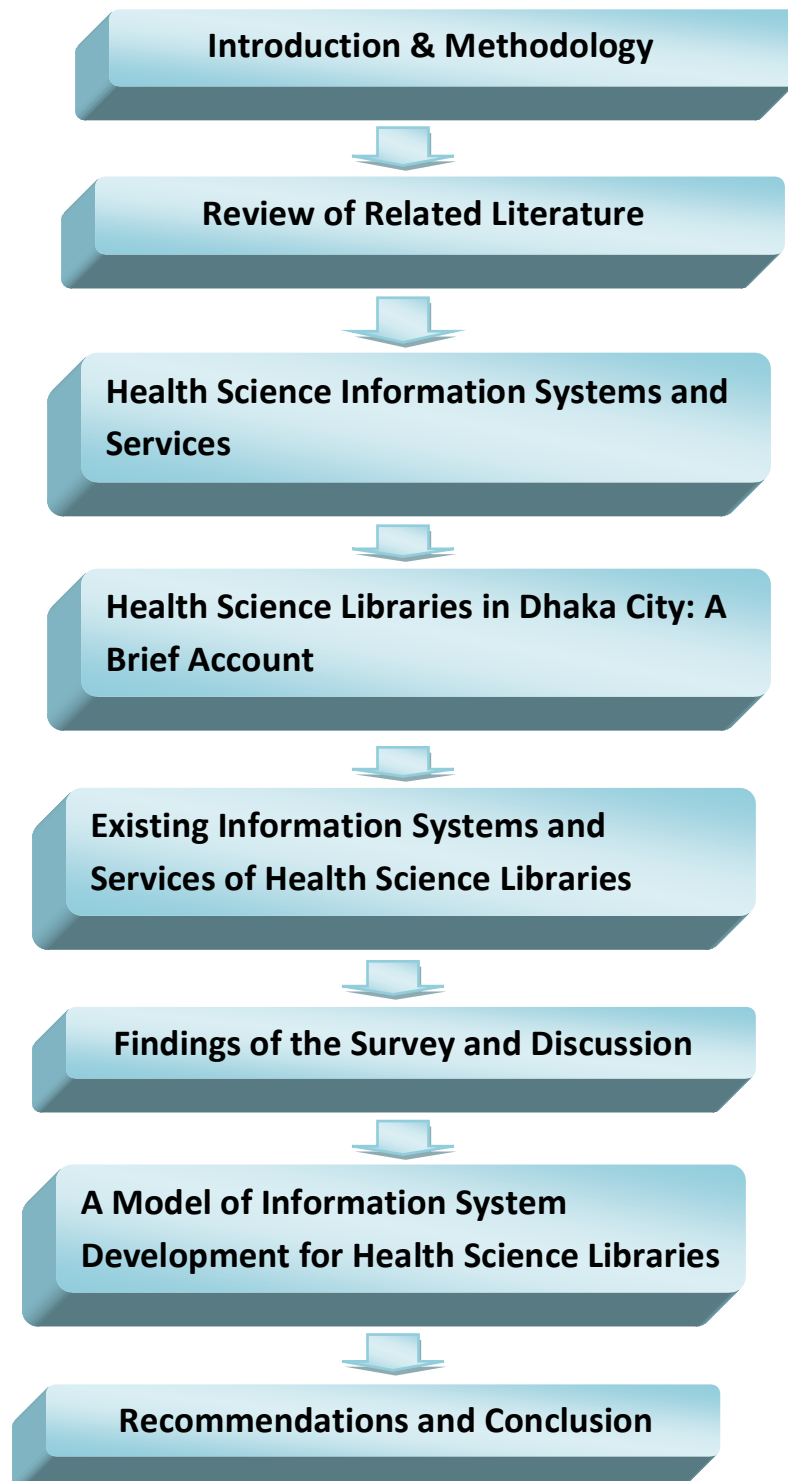 Introduction & Methodology
Review of Related Literature
Health Science Information Systems and
Services
Health Science Libraries in Dhaka City: A
Brief Account
Existing Information Systems and
Services of Health Science Libraries
Findings of the Survey and Discussion
A Model of Information System
Development for Health Science Libraries
Recommendations and Conclusion